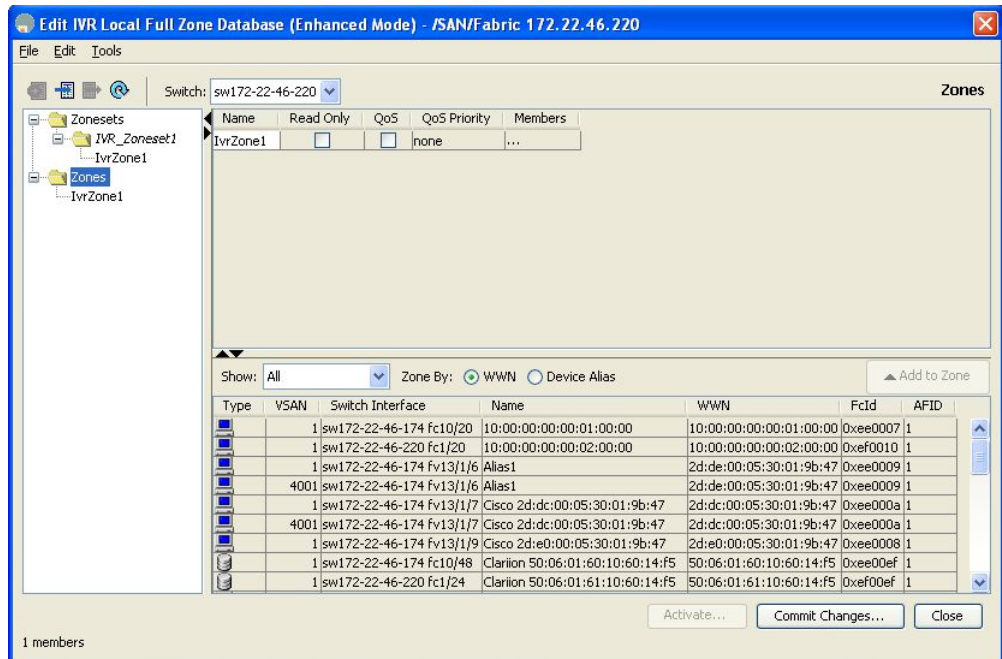 Edit IVR Local Full Zone Database (Enhanced Mode) - /SAN/Fabric 172.22.46.220
File Edit Tools
Switch: sw172-22-46-220
Zones
Zonesets
IVR_Zoneset1
IvrZone1
Zones
IvrZone1
Name Read Only QoS QoS Priority Members
IvrZone1 none ...
Show: All Zone By: WWN Device Alias Add to Zone
Type VSAN Switch Interface Name WWN FcId AFID
1 sw172-22-46-174 fc10/20 10:00:00:00:00:01:00:00 10:00:00:00:00:01:00:00 0xee0007 1
1 sw172-22-46-220 fc1/20 10:00:00:00:00:02:00:00 10:00:00:00:00:02:00:00 0xef0010 1
1 sw172-22-46-174 fv13/1/6 Alias1 2d:de:00:05:30:01:9b:47 0xee0009 1
4001 sw172-22-46-174 fv13/1/6 Alias1 2d:de:00:05:30:01:9b:47 0xee0009 1
1 sw172-22-46-174 fv13/1/7 Cisco 2d:dc:00:05:30:01:9b:47 2d:dc:00:05:30:01:9b:47 0xee000a 1
4001 sw172-22-46-174 fv13/1/7 Cisco 2d:dc:00:05:30:01:9b:47 2d:dc:00:05:30:01:9b:47 0xee000a 1
1 sw172-22-46-174 fv13/1/9 Cisco 2d:e0:00:05:30:01:9b:47 2d:e0:00:05:30:01:9b:47 0xee0008 1
1 sw172-22-46-174 fc10/48 Clariion 50:06:01:60:10:60:14:f5 50:06:01:60:10:60:14:f5 0xee00ef 1
1 sw172-22-46-220 fc1/24 Clariion 50:06:01:61:10:60:14:f5 50:06:01:61:10:60:14:f5 0xef00ef 1
Activate... Commit Changes... Close
1 members